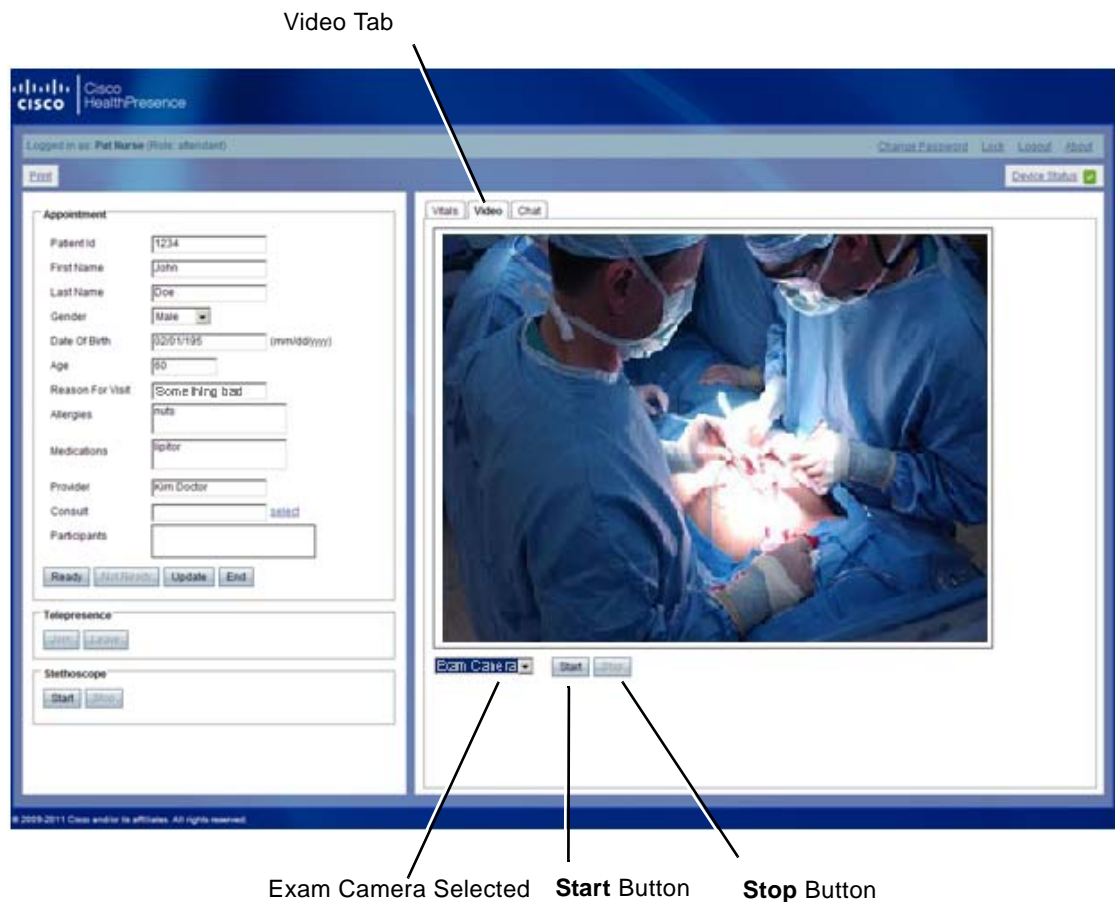 Video Tab
Cisco
CISCO HealthPresence
Logged in as: Pat Nurse (Role: attendant) Change Password Lock Logout About
Print Device Status
Appointment
Patient Id 1234
First Name John
Last Name Doe
Gender Male
Date Of Birth 02/01/195 (mm/dd/yyyy)
Age 60
Reason For Visit Something bad
Allergies nuts
Medications lipitor
Provider Kim Doctor
Consult select
Participants
Ready Not Ready Update End
Telepresence
Join Leave
Stethoscope
Start Stop
Vitals Video Chat
Exam Camera Start Stop
© 2009-2011 Cisco and/or its affiliates. All rights reserved.
Exam Camera Selected Start Button Stop Button